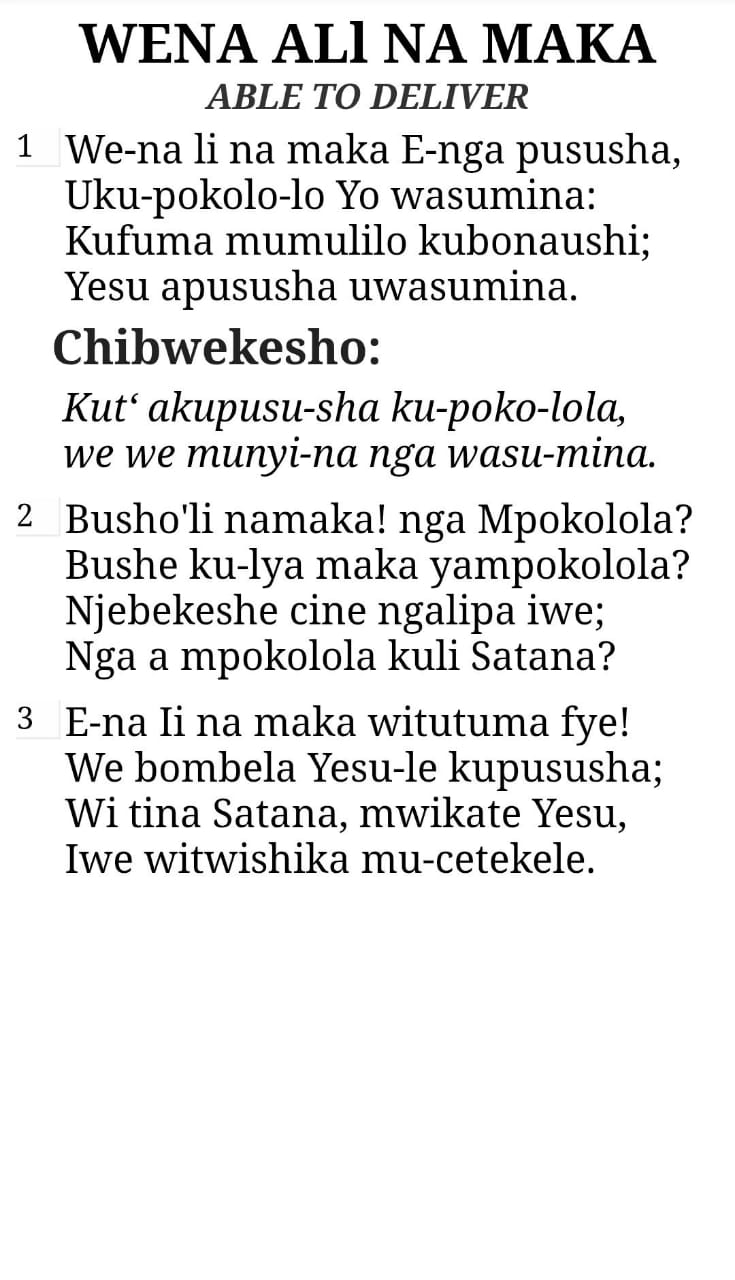 WENA ALl NA MAKA
ABLE TO DELIVER
1 We-na li na maka E-nga pususha,
Uku-pokolo-lo Yo wasumina:
Kufuma mumulilo kubonaushi;
Yesu apususha uwasumina.
Chibwekesho:
Kut‘ akupusu-sha ku-poko-lola,
we we munyi-na nga wasu-mina.
2 Busho'li namaka! nga Mpokolola?
Bushe ku-lya maka yampokolola?
Njebekeshe cine ngalipa iwe;
Nga a mpokolola kuli Satana?
3 E-na Ii na maka witutuma fye!
We bombela Yesu-le kupususha;
Wi tina Satana, mwikate Yesu,
Iwe witwishika mu-cetekele.